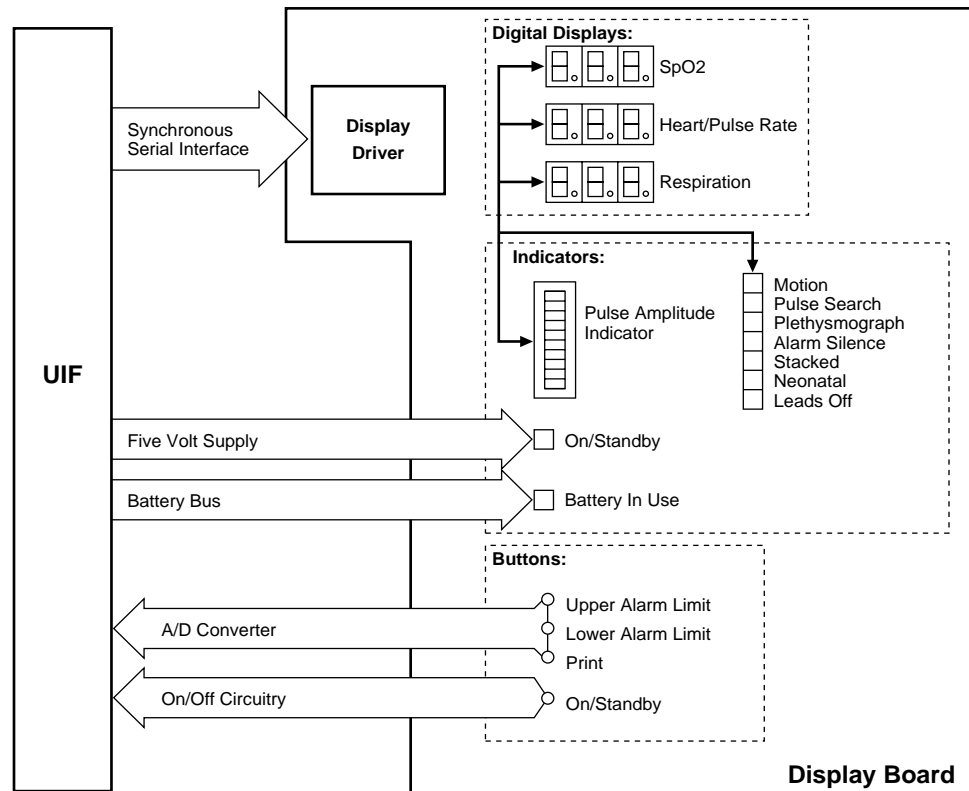 Digital Displays:
SpO2
Heart/Pulse Rate
Respiration
Synchronous
Serial Interface
Display
Driver
Indicators:
Pulse Amplitude
Indicator
Motion
Pulse Search
Plethysmograph
Alarm Silence
Stacked
Neonatal
Leads Off
UIF
Five Volt Supply
On/Standby
Battery Bus
Battery In Use
Buttons:
Upper Alarm Limit
A/D Converter
Lower Alarm Limit
Print
On/Off Circuitry
On/Standby
Display Board